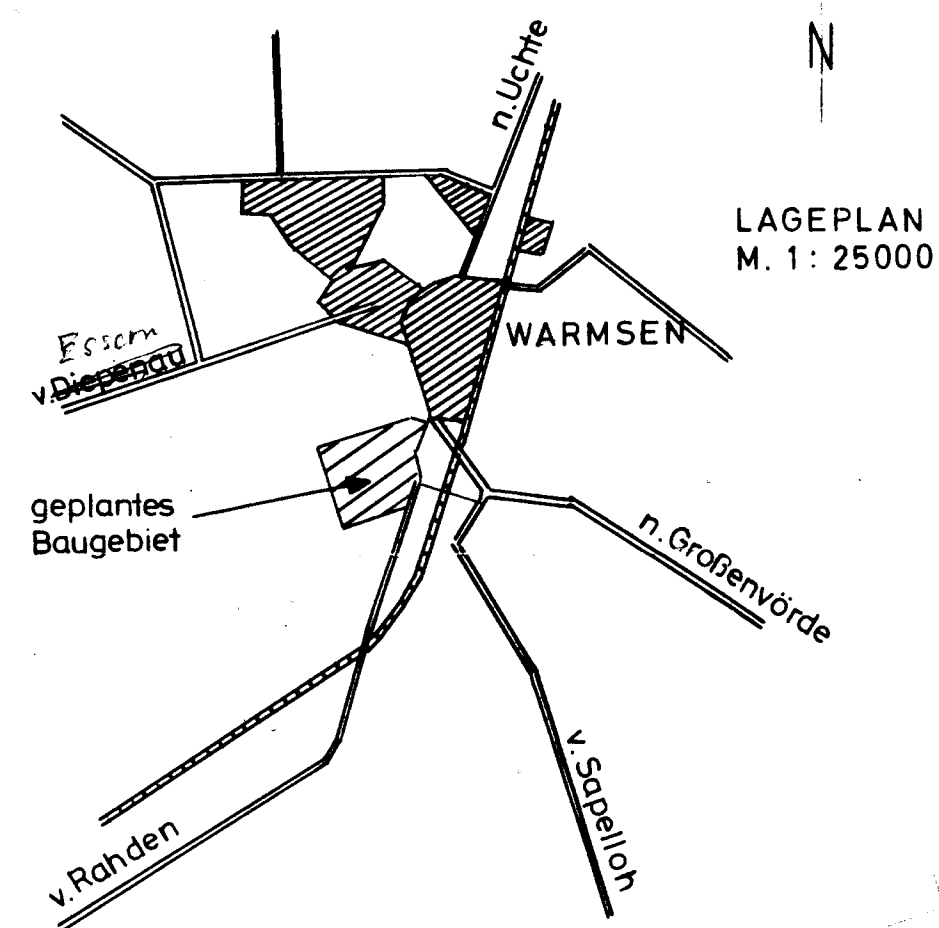 n. Uchte
N
LAGEPLAN
M. 1 : 25000
WARMSEN
Essern
v. Diepenau
geplantes
Baugebiet
n. Großenvörde
v. Sapelloh
v. Rahden